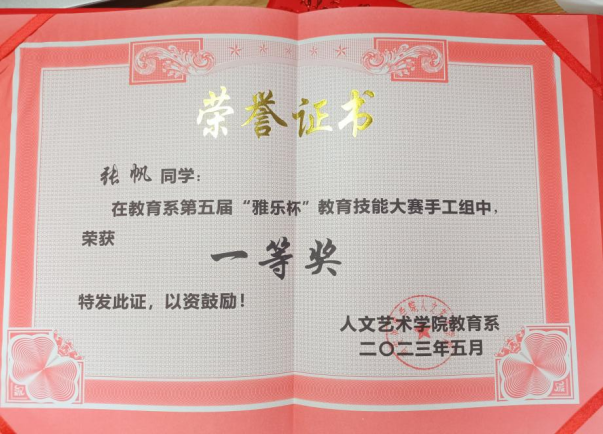 荣誉证书
张帆同学：
在教育系第五届“雅乐杯”教育技能大赛手工组中，
荣获
一等奖
特发此证，以资鼓励！
人文艺术学院教育系
二〇二三年五月